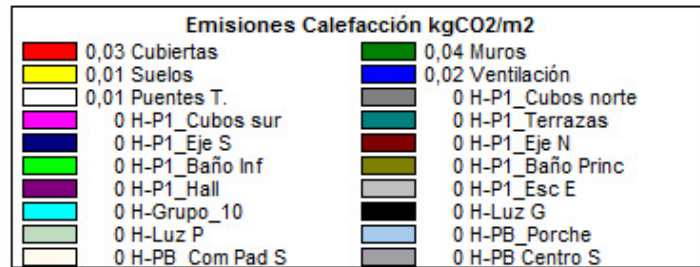 Emisiones Calefacción kgCO2/m2
0,03 Cubiertas 0,04 Muros
0,01 Suelos 0,02 Ventilación
0,01 Puentes T. 0 H-P1_Cubos norte
0 H-P1_Cubos sur 0 H-P1_Terrazas
0 H-P1_Eje S 0 H-P1_Eje N
0 H-P1_Baño Inf 0 H-P1_Baño Princ
0 H-P1_Hall 0 H-P1_Esc E
0 H-Grupo_10 0 H-Luz G
0 H-Luz P 0 H-PB_Porche
0 H-PB_Com Pad S 0 H-PB Centro S